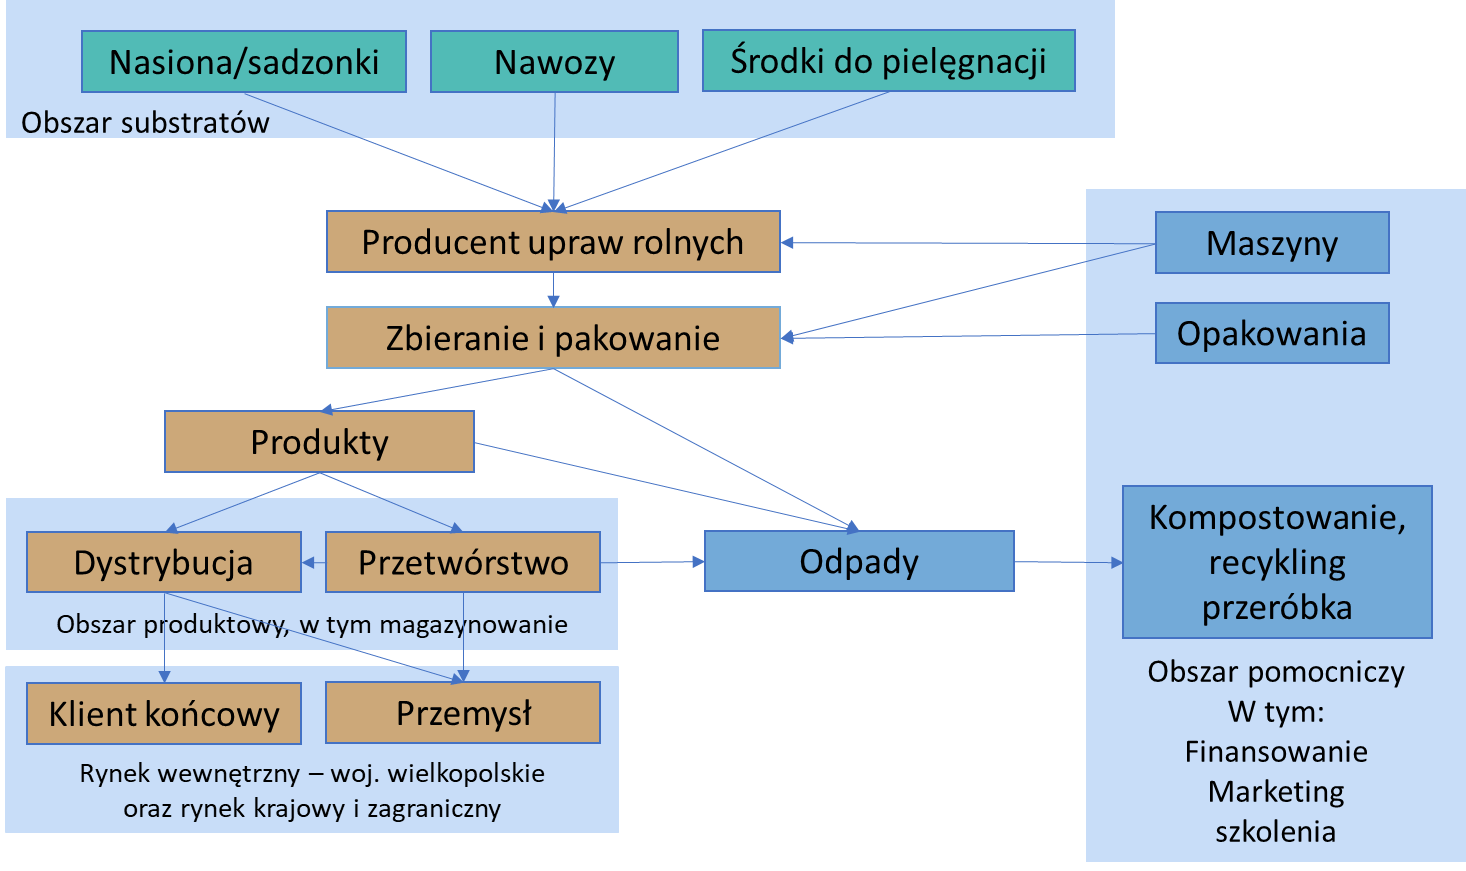 Nasiona/sadzonki
Nawozy
Środki do pielęgnacji
Obszar substratów
Producent upraw rolnych
Maszyny
Zbieranie i pakowanie
Opakowania
Produkty
Dystrybucja
Przetwórstwo
Odpady
Kompostowanie,
recykling
przeróbka
Obszar produktowy, w tym magazynowanie
Klient końcowy
Przemysł
Rynek wewnętrzny – woj. wielkopolskie
oraz rynek krajowy i zagraniczny
Obszar pomocniczy
W tym:
Finansowanie
Marketing
szkolenia